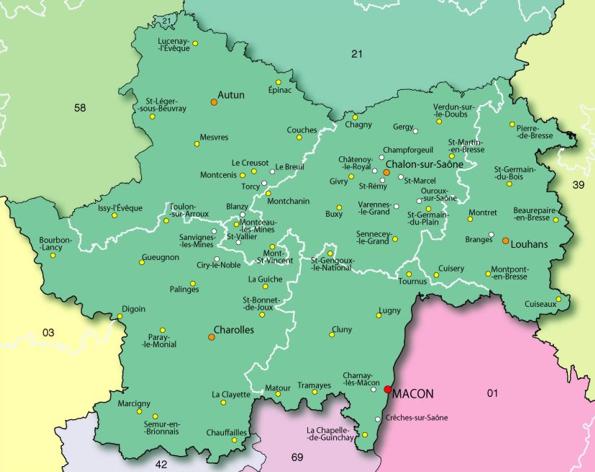 21
Lucenay-
-l'Évêque
21
58
Épinac
Autun
St-Léger-
-sous-Beuvray
Verdun-sur-
-le-Doubs
Chagny
Gergy
Pierre-
-de-Bresse
Couches
Mesvres
St-Martin-
-en-Bresse
Champforgeuil
Châtenoy-
-le-Royal
Chalon-sur-Saône
Le Creusot
Le Breuil
Montcenis
Torcy
Givry
St-Rémy
St-Marcel
St-Germain-
-du-Bois
39
Montchanin
Ouroux-
-sur-Saône
Varennes-
-le-Grand
Blanzy
Buxy
St-Germain-
-du-Plain
Montret
Beaurepaire-
-en-Bresse
Issy-l'Évêque
Toulon-
-sur-Arroux
Montceau-
-les-Mines
St-Vallier
Sanvignes-
-les-Mines
Sennecey-
-le-Grand
Branges
Louhans
Bourbon-
-Lancy
Gueugnon
Ciry-le-Noble
Mont-
-St-Vincent
St-Gengoux-
-le-National
Tournus
Cuisery
Montpont-
-en-Bresse
La Guiche
Palinges
St-Bonnet-
-de-Joux
Cuiseaux
Digoin
Lugny
03
Paray-
-le-Monial
Charolles
Cluny
Charnay-
-lès-Mâcon
MACON
01
Matour
Tramayes
La Clayette
Marcigny
Semur-en-
-Brionnais
Crêches-sur-Saône
Chauffailles
La Chapelle-
-de-Guinchay
42
69